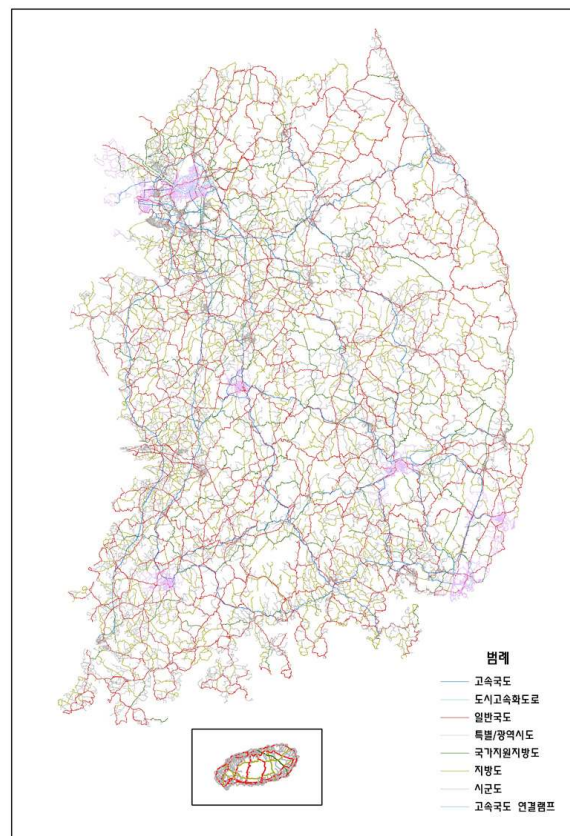 범례
고속국도
도시고속화도로
일반국도
특별/광역시도
국가지원지방도
지방도
시군도
고속국도 연결램프